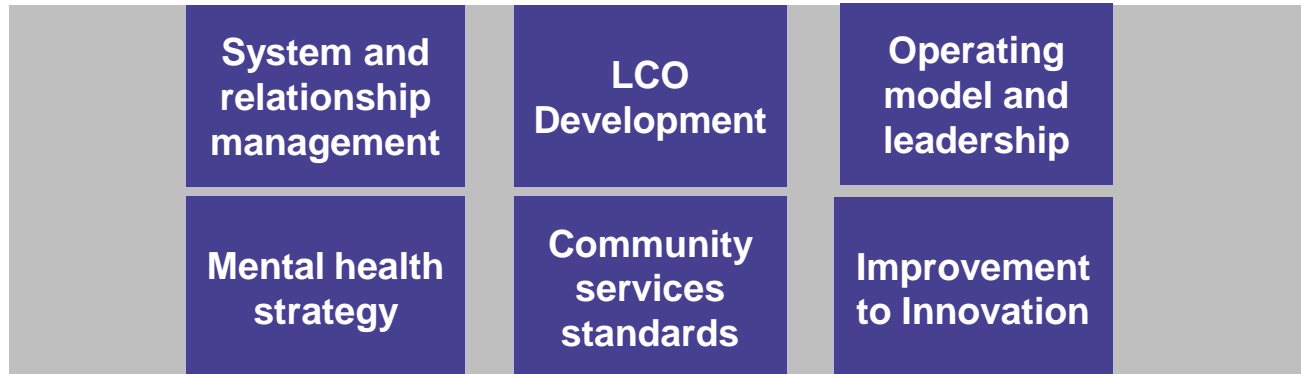 System and
relationship
management
LCO
Development
Operating
model and
leadership
Mental health
strategy
Community
services
standards
Improvement
to Innovation